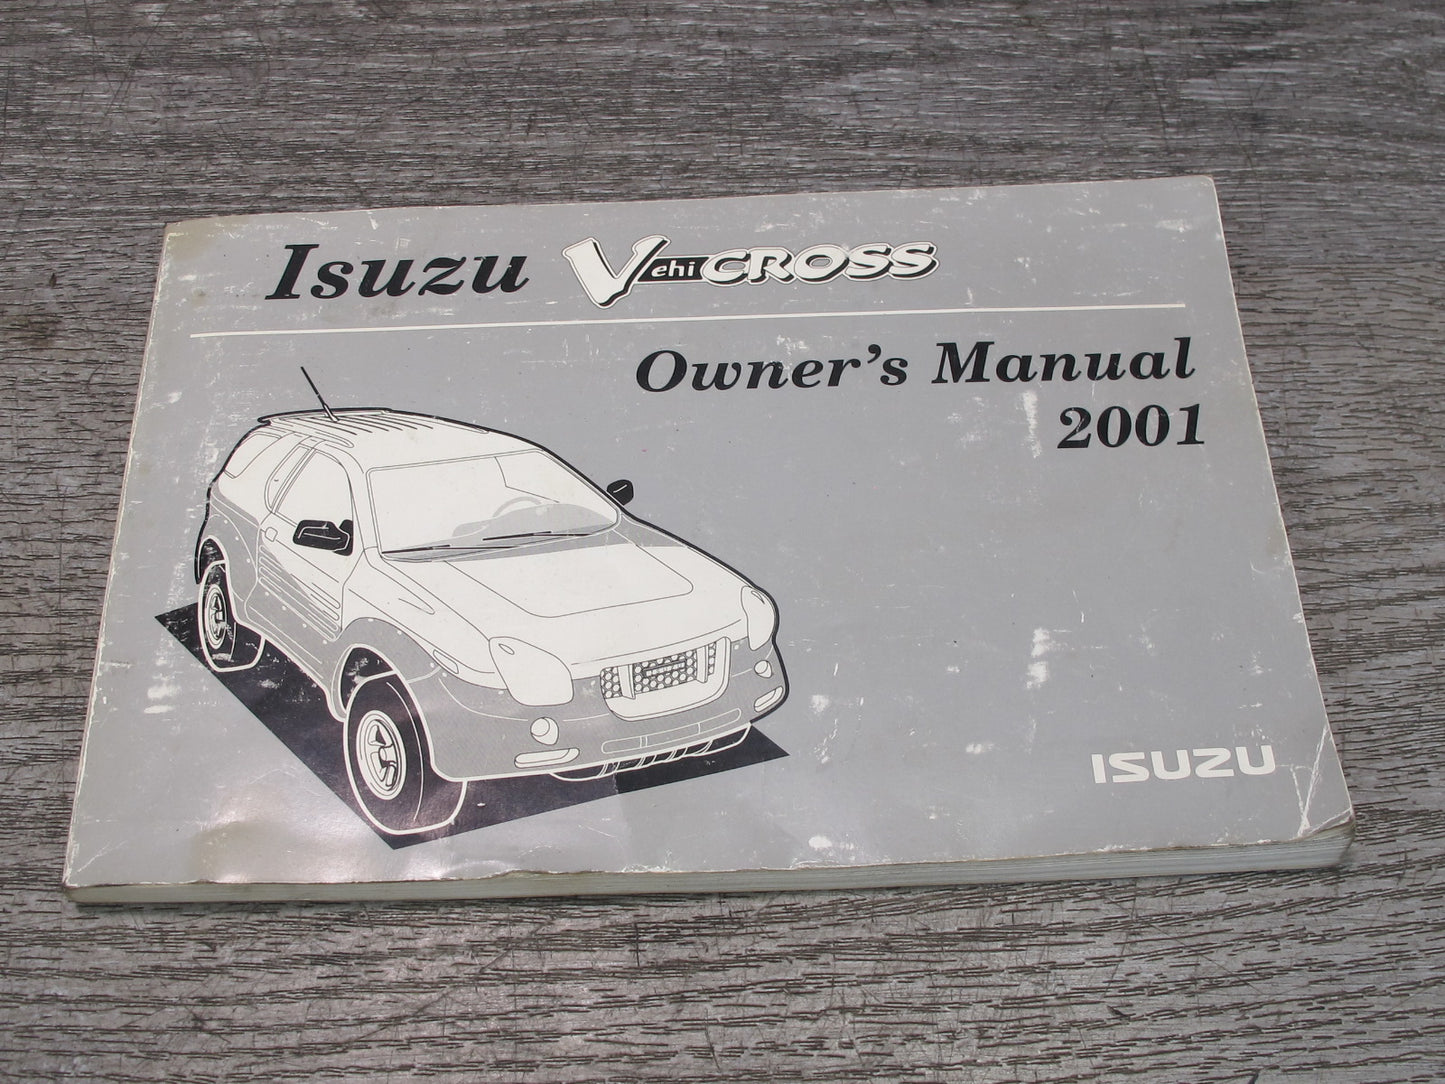 Isuzu VehiCROSS
Owner's Manual
2001
ISUZU